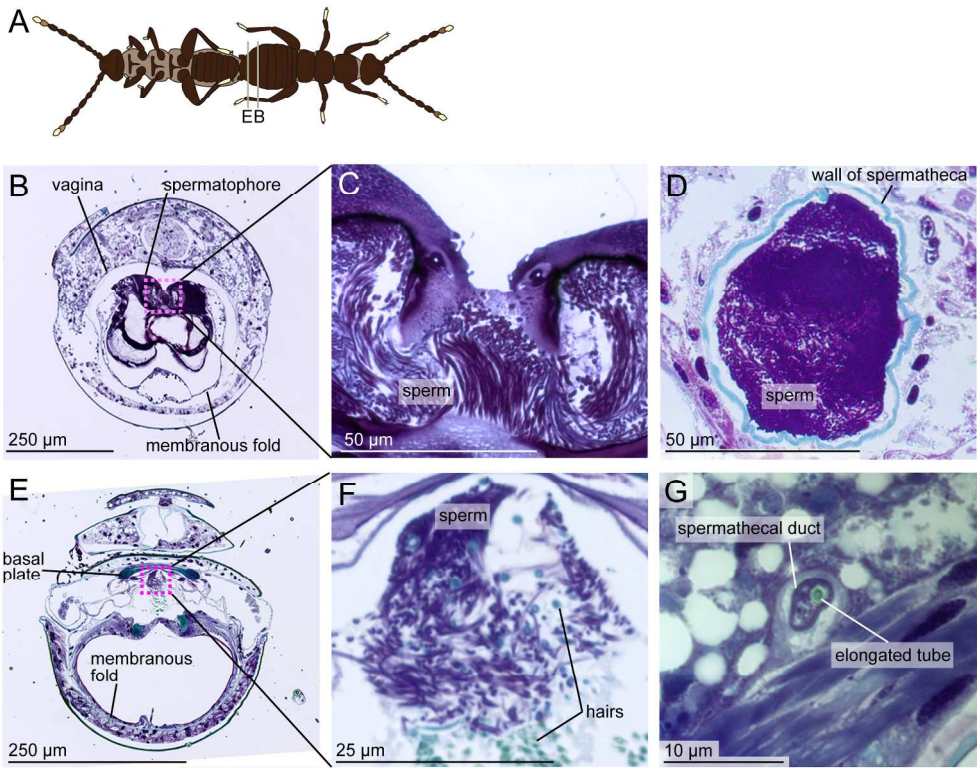 A
EB
B
vagina
spermatophore
250 µm
membranous fold
C
sperm
50 µm
D
wall of spermatheca
sperm
50 µm
E
basal
plate
membranous
fold
250 µm
F
sperm
hairs
25 µm
G
spermathecal duct
elongated tube
10 µm